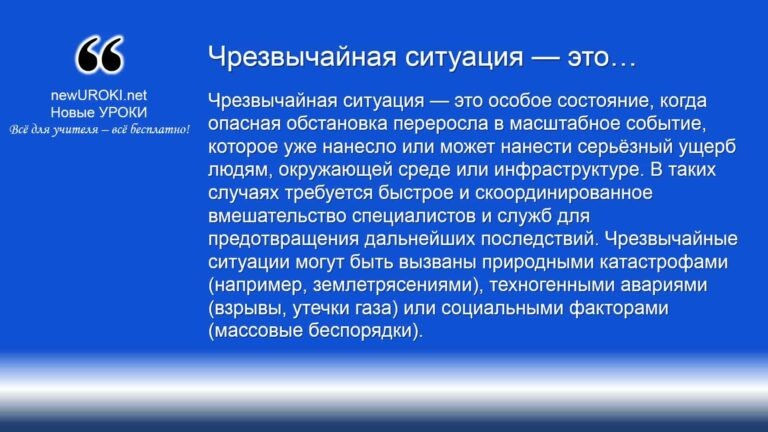 ❝
newUROKI.net
Новые УРОКИ
Всё для учителя – всё бесплатно!
Чрезвычайная ситуация — это…
Чрезвычайная ситуация — это особое состояние, когда
опасная обстановка переросла в масштабное событие,
которое уже нанесло или может нанести серьёзный ущерб
людям, окружающей среде или инфраструктуре. В таких
случаях требуется быстрое и скоординированное
вмешательство специалистов и служб для
предотвращения дальнейших последствий. Чрезвычайные
ситуации могут быть вызваны природными катастрофами
(например, землетрясениями), техногенными авариями
(взрывы, утечки газа) или социальными факторами
(массовые беспорядки).